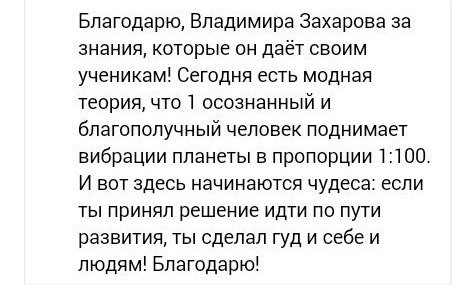 Благодарю, Владимира Захарова за
знания, которые он даёт своим
ученикам! Сегодня есть модная
теория, что 1 осознанный и
благополучный человек поднимает
вибрации планеты в пропорции 1:100.
И вот здесь начинаются чудеса: если
ты принял решение идти по пути
развития, ты сделал гуд и себе и
людям! Благодарю!